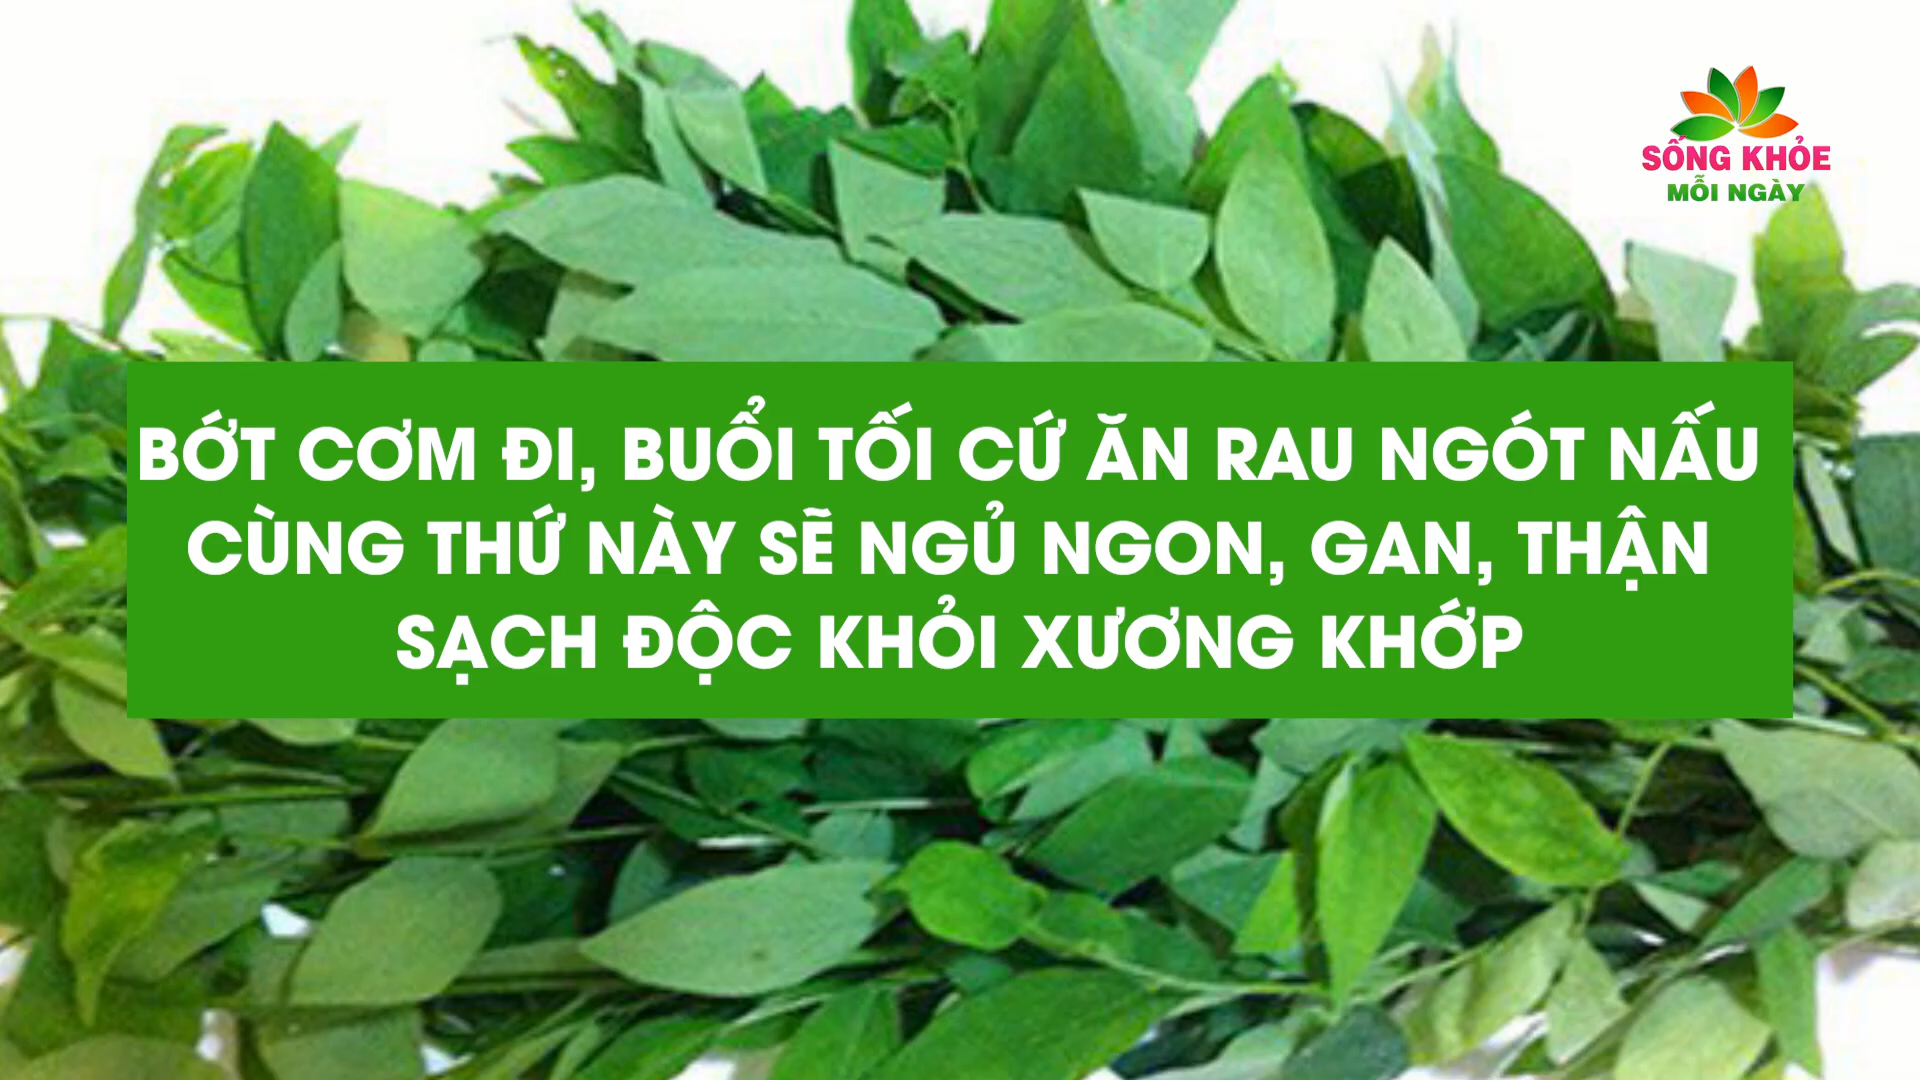 SỐNG KHỎE
MỖI NGÀY
BỚT CƠM ĐI, BUỔI TỐI CỨ ĂN RAU NGÓT NẤU
CÙNG THỨ NÀY SẼ NGỦ NGON, GAN, THẬN
SẠCH ĐỘC KHỎI XƯƠNG KHỚP